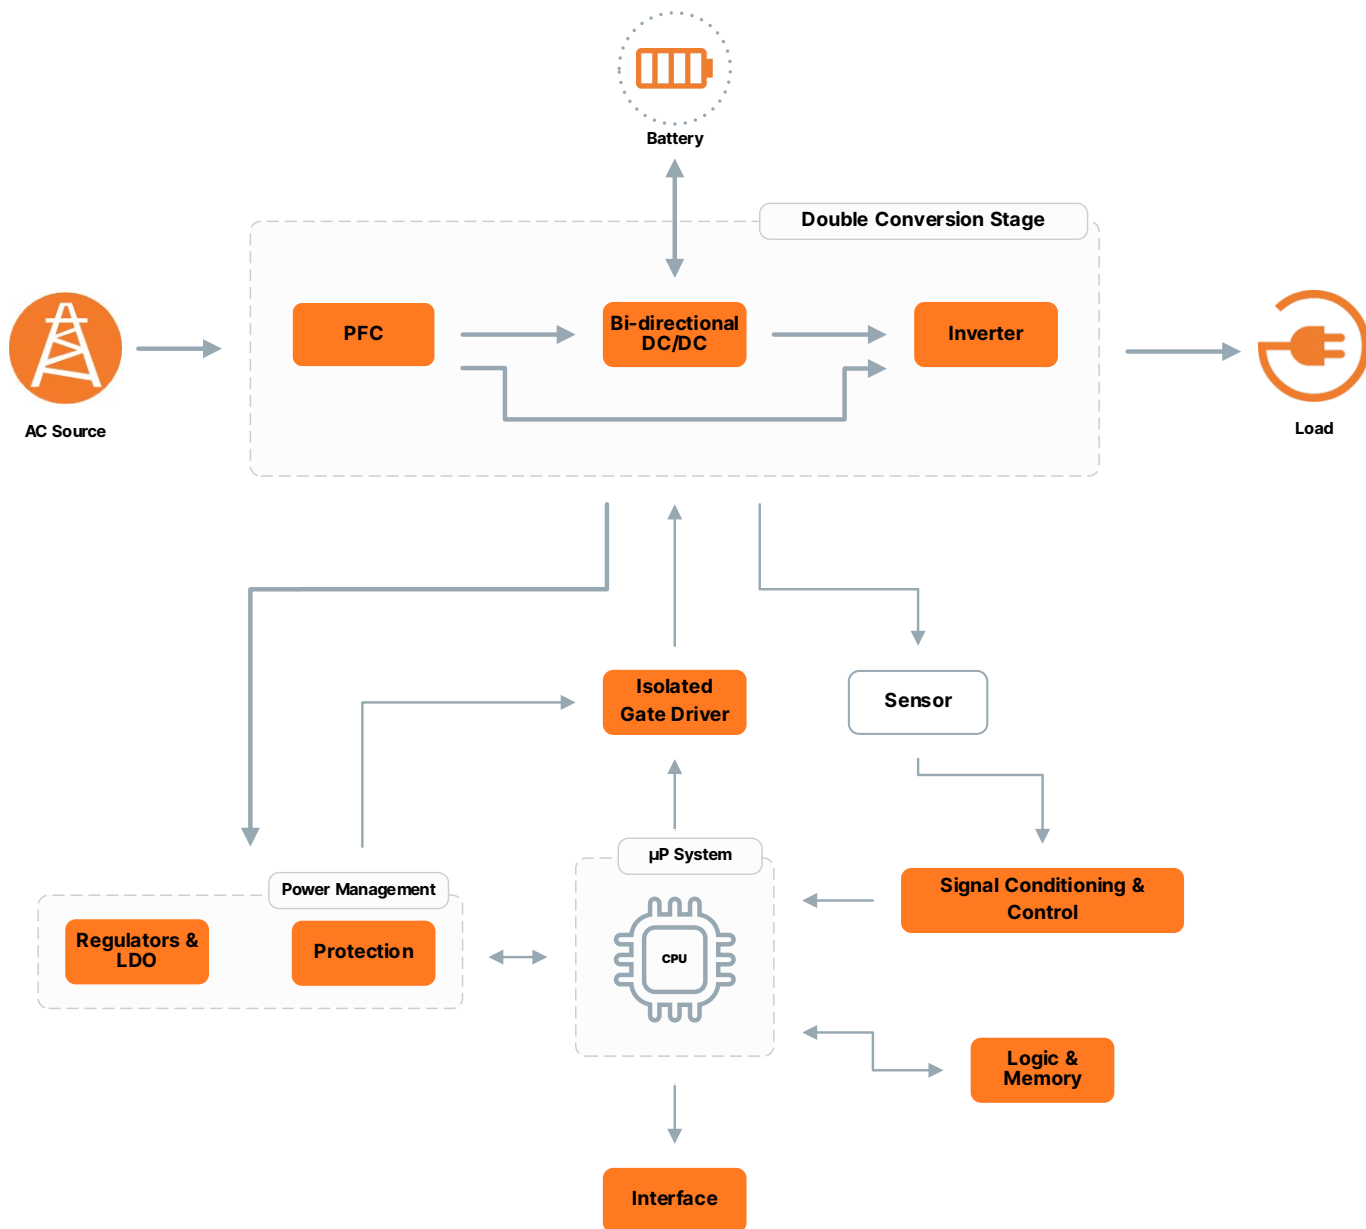 Battery
Double Conversion Stage
PFC
Bi-directional
DC/DC
Inverter
AC Source
Load
Isolated
Gate Driver
Sensor
µP System
Power Management
Signal Conditioning &
Control
Regulators &
LDO
Protection
CPU
Logic &
Memory
Interface